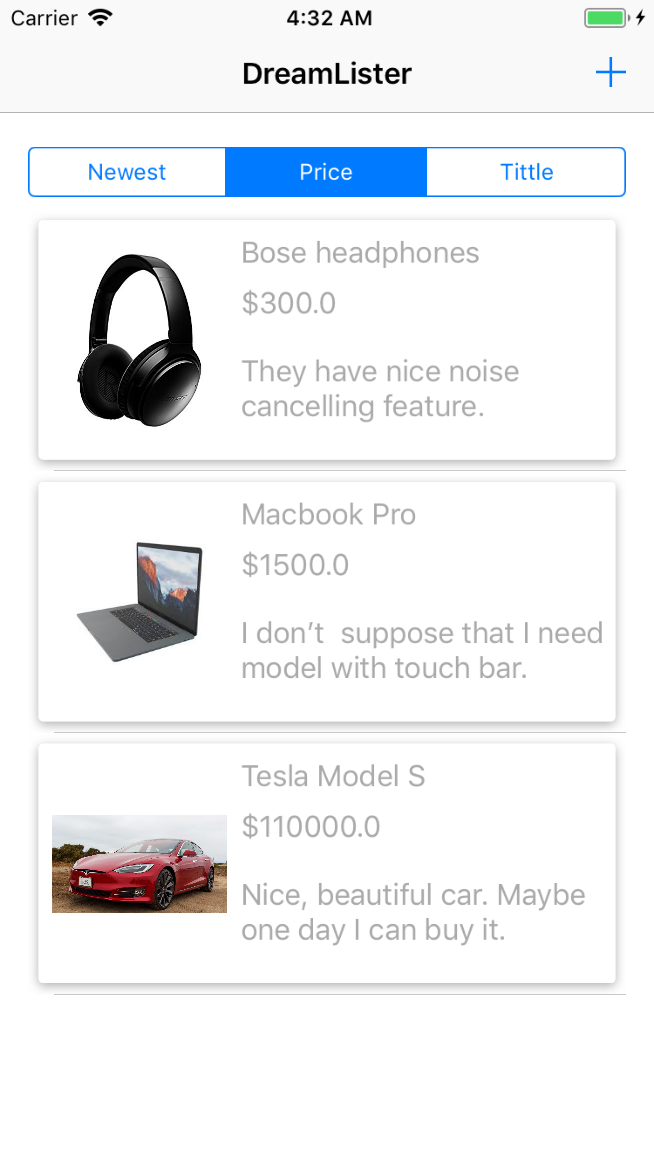 Carrier 4:32 AM
DreamLister +
Newest Price Tittle
Bose headphones
$300.0
They have nice noise
cancelling feature.
Macbook Pro
$1500.0
I don’t  suppose that I need
model with touch bar.
Tesla Model S
$110000.0
Nice, beautiful car. Maybe
one day I can buy it.